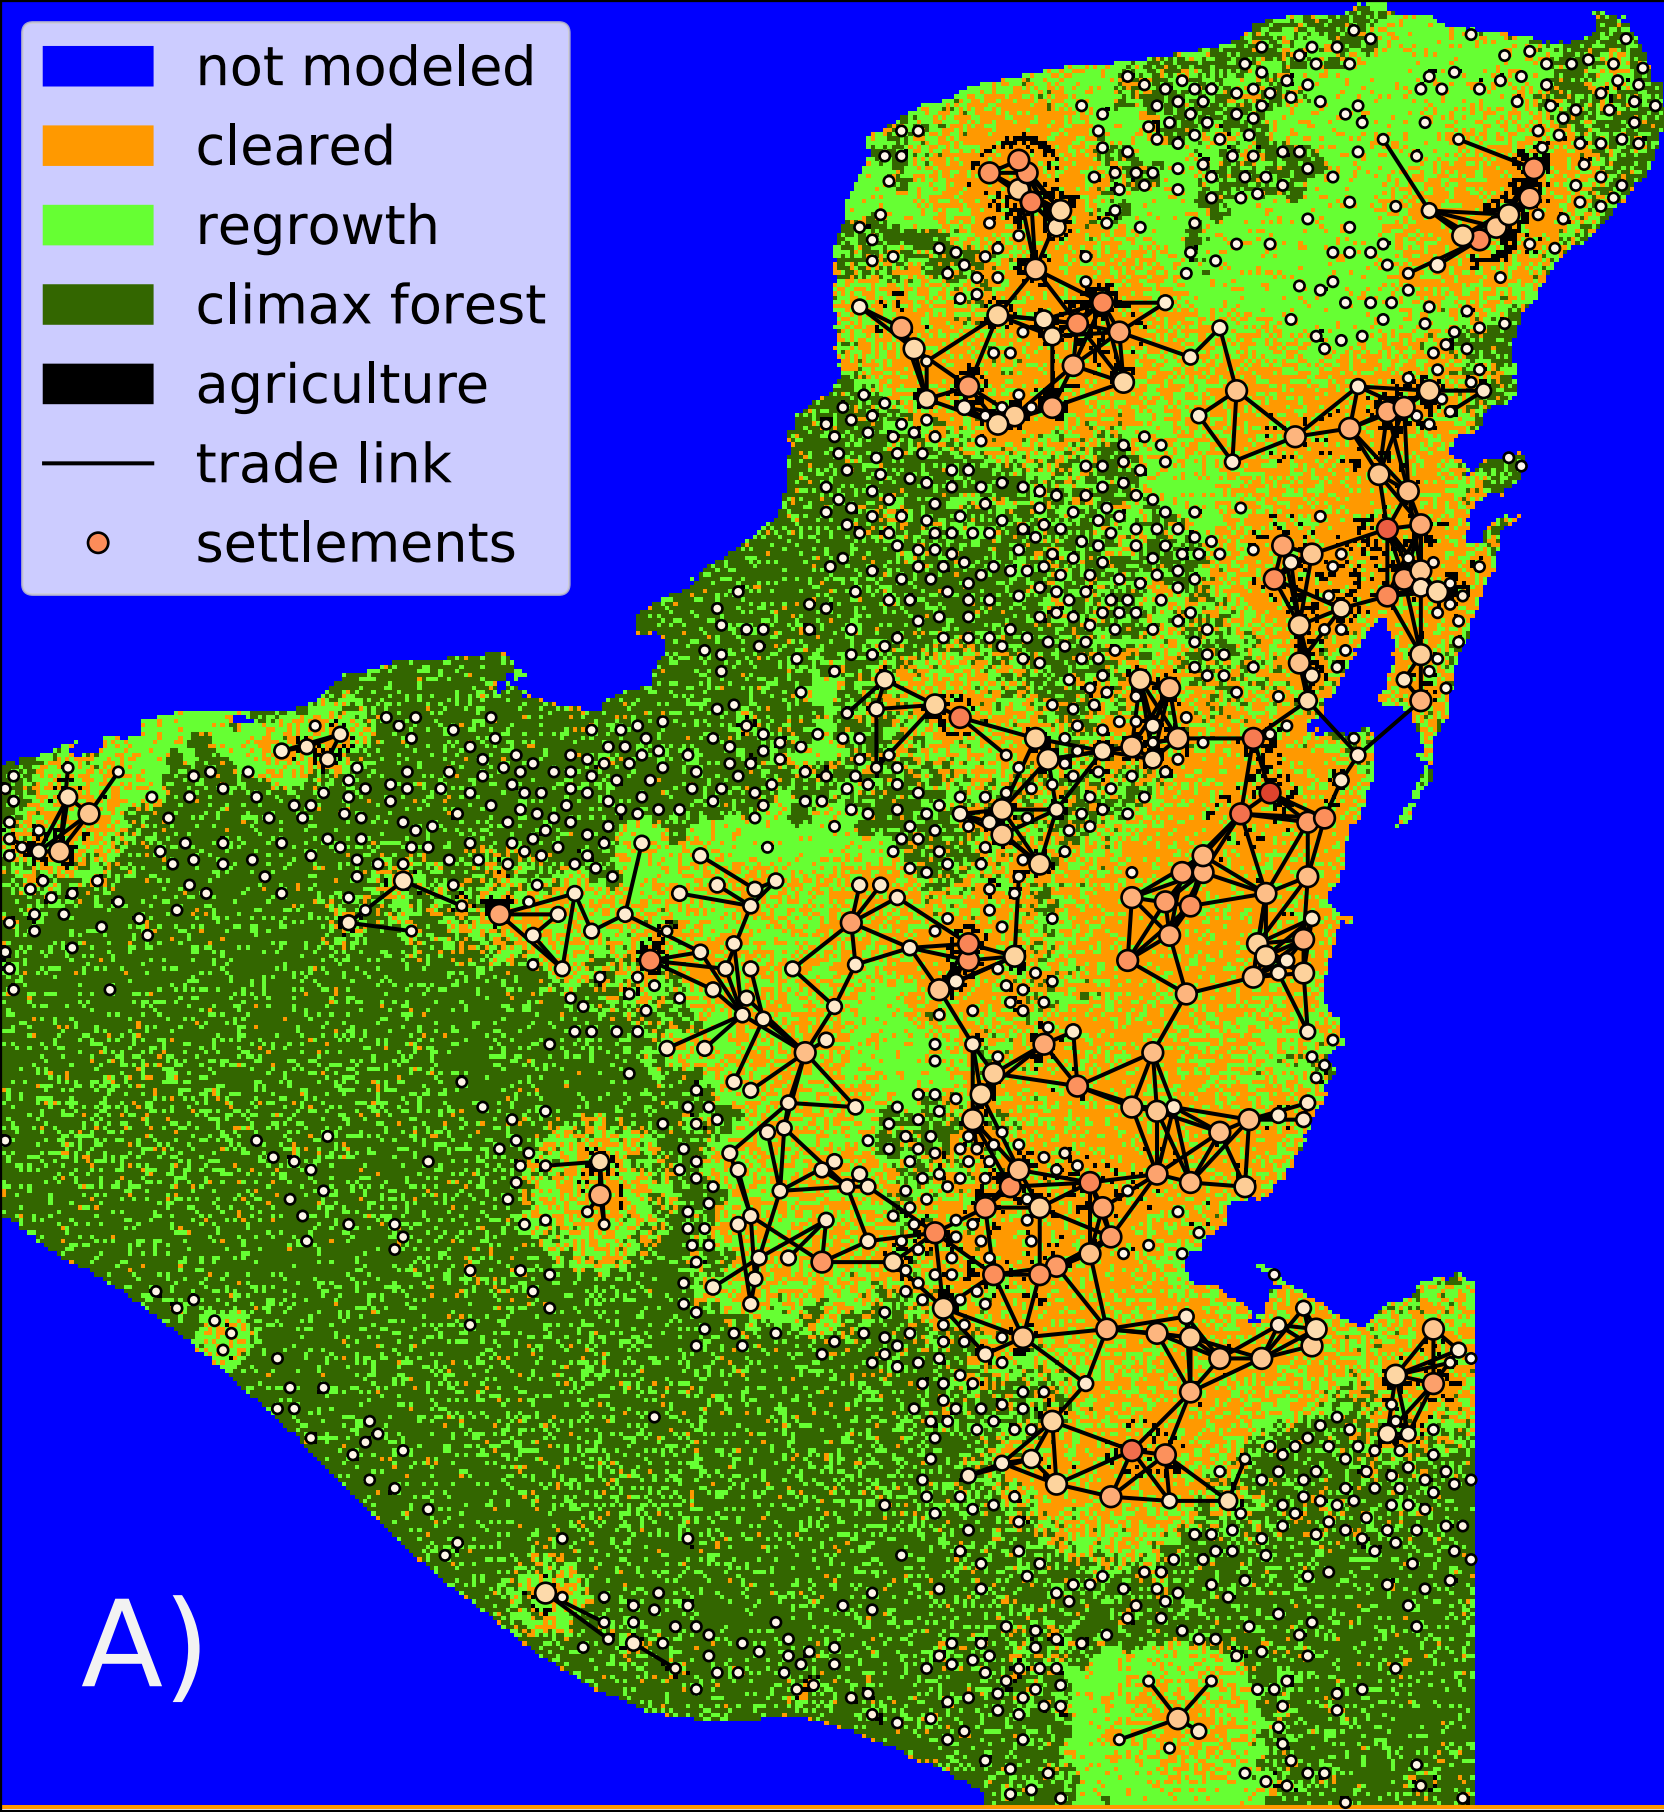 not modeled
cleared
regrowth
climax forest
agriculture
trade link
settlements
A)